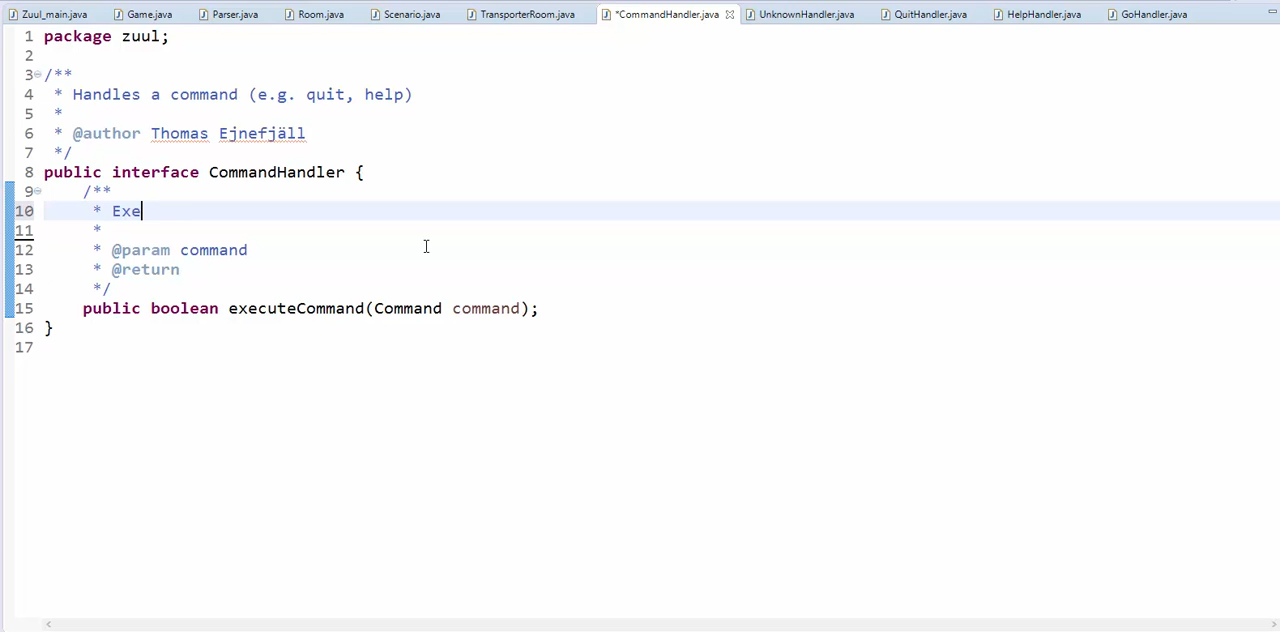 Zuul_main.java Game.java Parser.java Room.java Scenario.java TransporterRoom.java *CommandHandler.java UnknownHandler.java QuitHandler.java HelpHandler.java GoHandler.java
1 package zuul;
2
3 /**
4  * Handles a command (e.g. quit, help)
5  *
6  * @author Thomas Ejnefjäll
7  */
8 public interface CommandHandler {
9     /**
10      * Exe
11      *
12      * @param command
13      * @return
14      */
15     public boolean executeCommand(Command command);
16 }
17